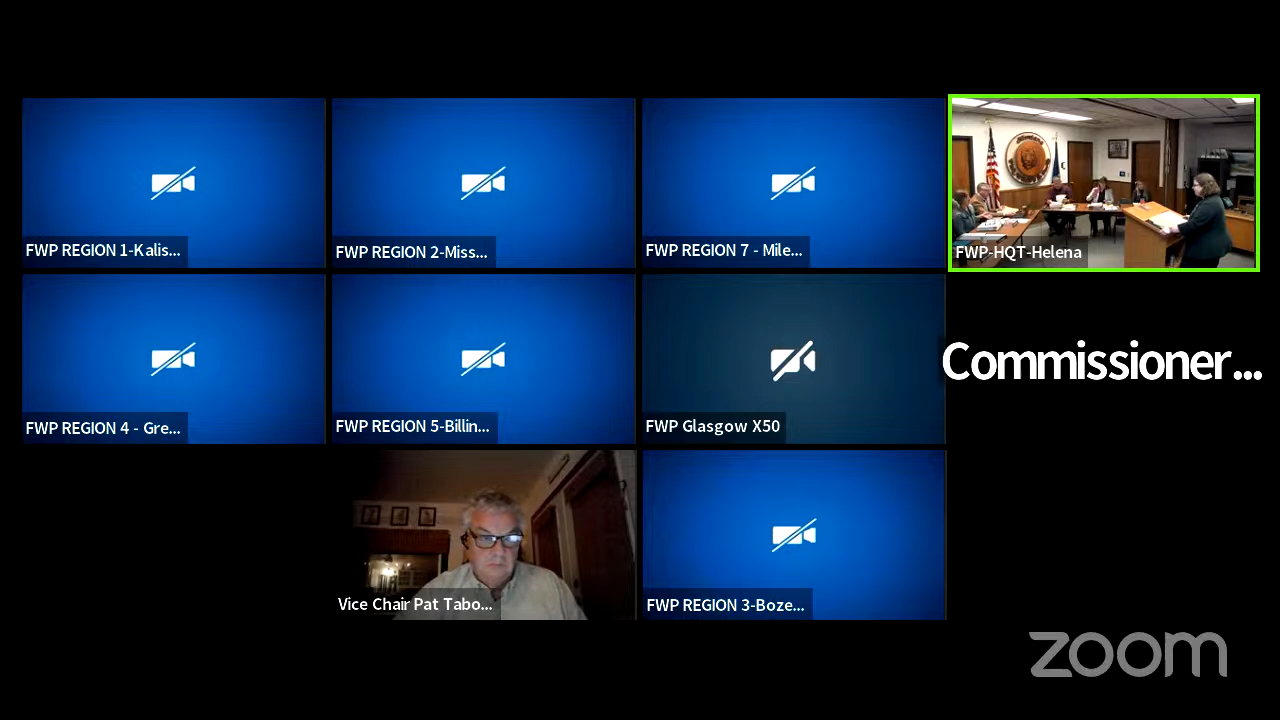 FWP REGION 1-Kalis...
FWP REGION 2-Miss...
FWP REGION 7 - Mile...
FWP-HQT-Helena
FWP REGION 4 - Gre...
FWP REGION 5-Billin...
FWP Glasgow X50
Commissioner...
Vice Chair Pat Tabo...
FWP REGION 3-Boze...
zoom